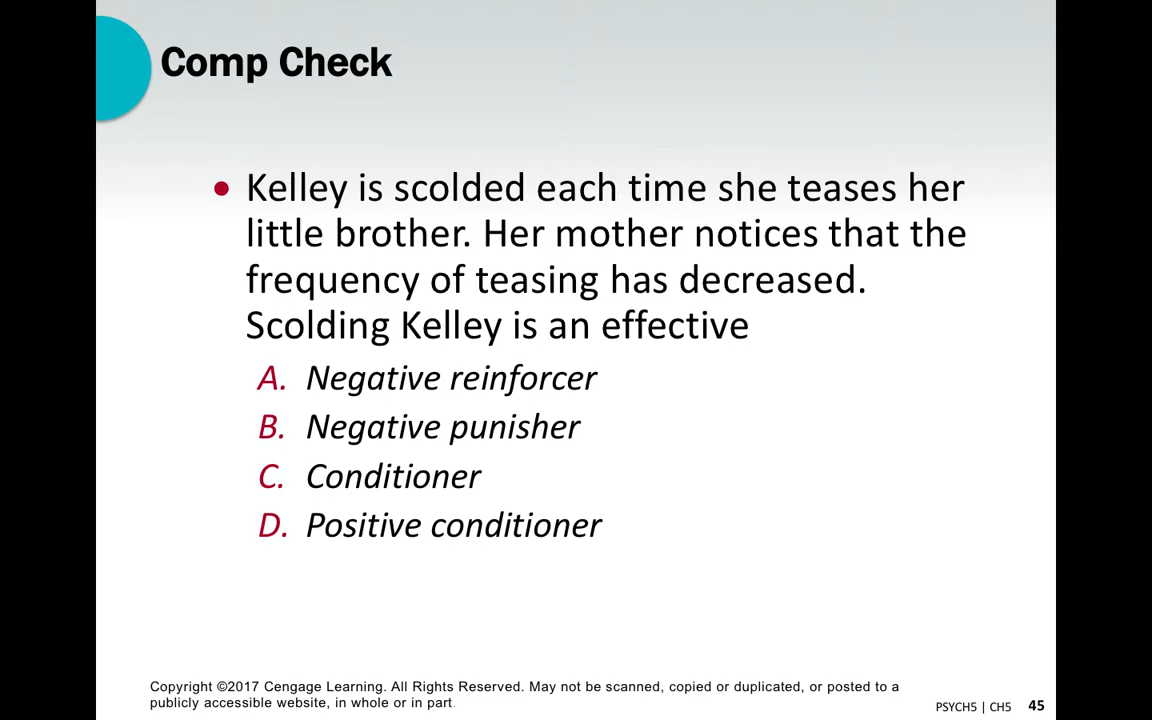 Comp Check
• Kelley is scolded each time she teases her
little brother. Her mother notices that the
frequency of teasing has decreased.
Scolding Kelley is an effective
A. Negative reinforcer
B. Negative punisher
C. Conditioner
D. Positive conditioner
Copyright ©2017 Cengage Learning. All Rights Reserved. May not be scanned, copied or duplicated, or posted to a
publicly accessible website, in whole or in part.
PSYCH5 | CH5 45